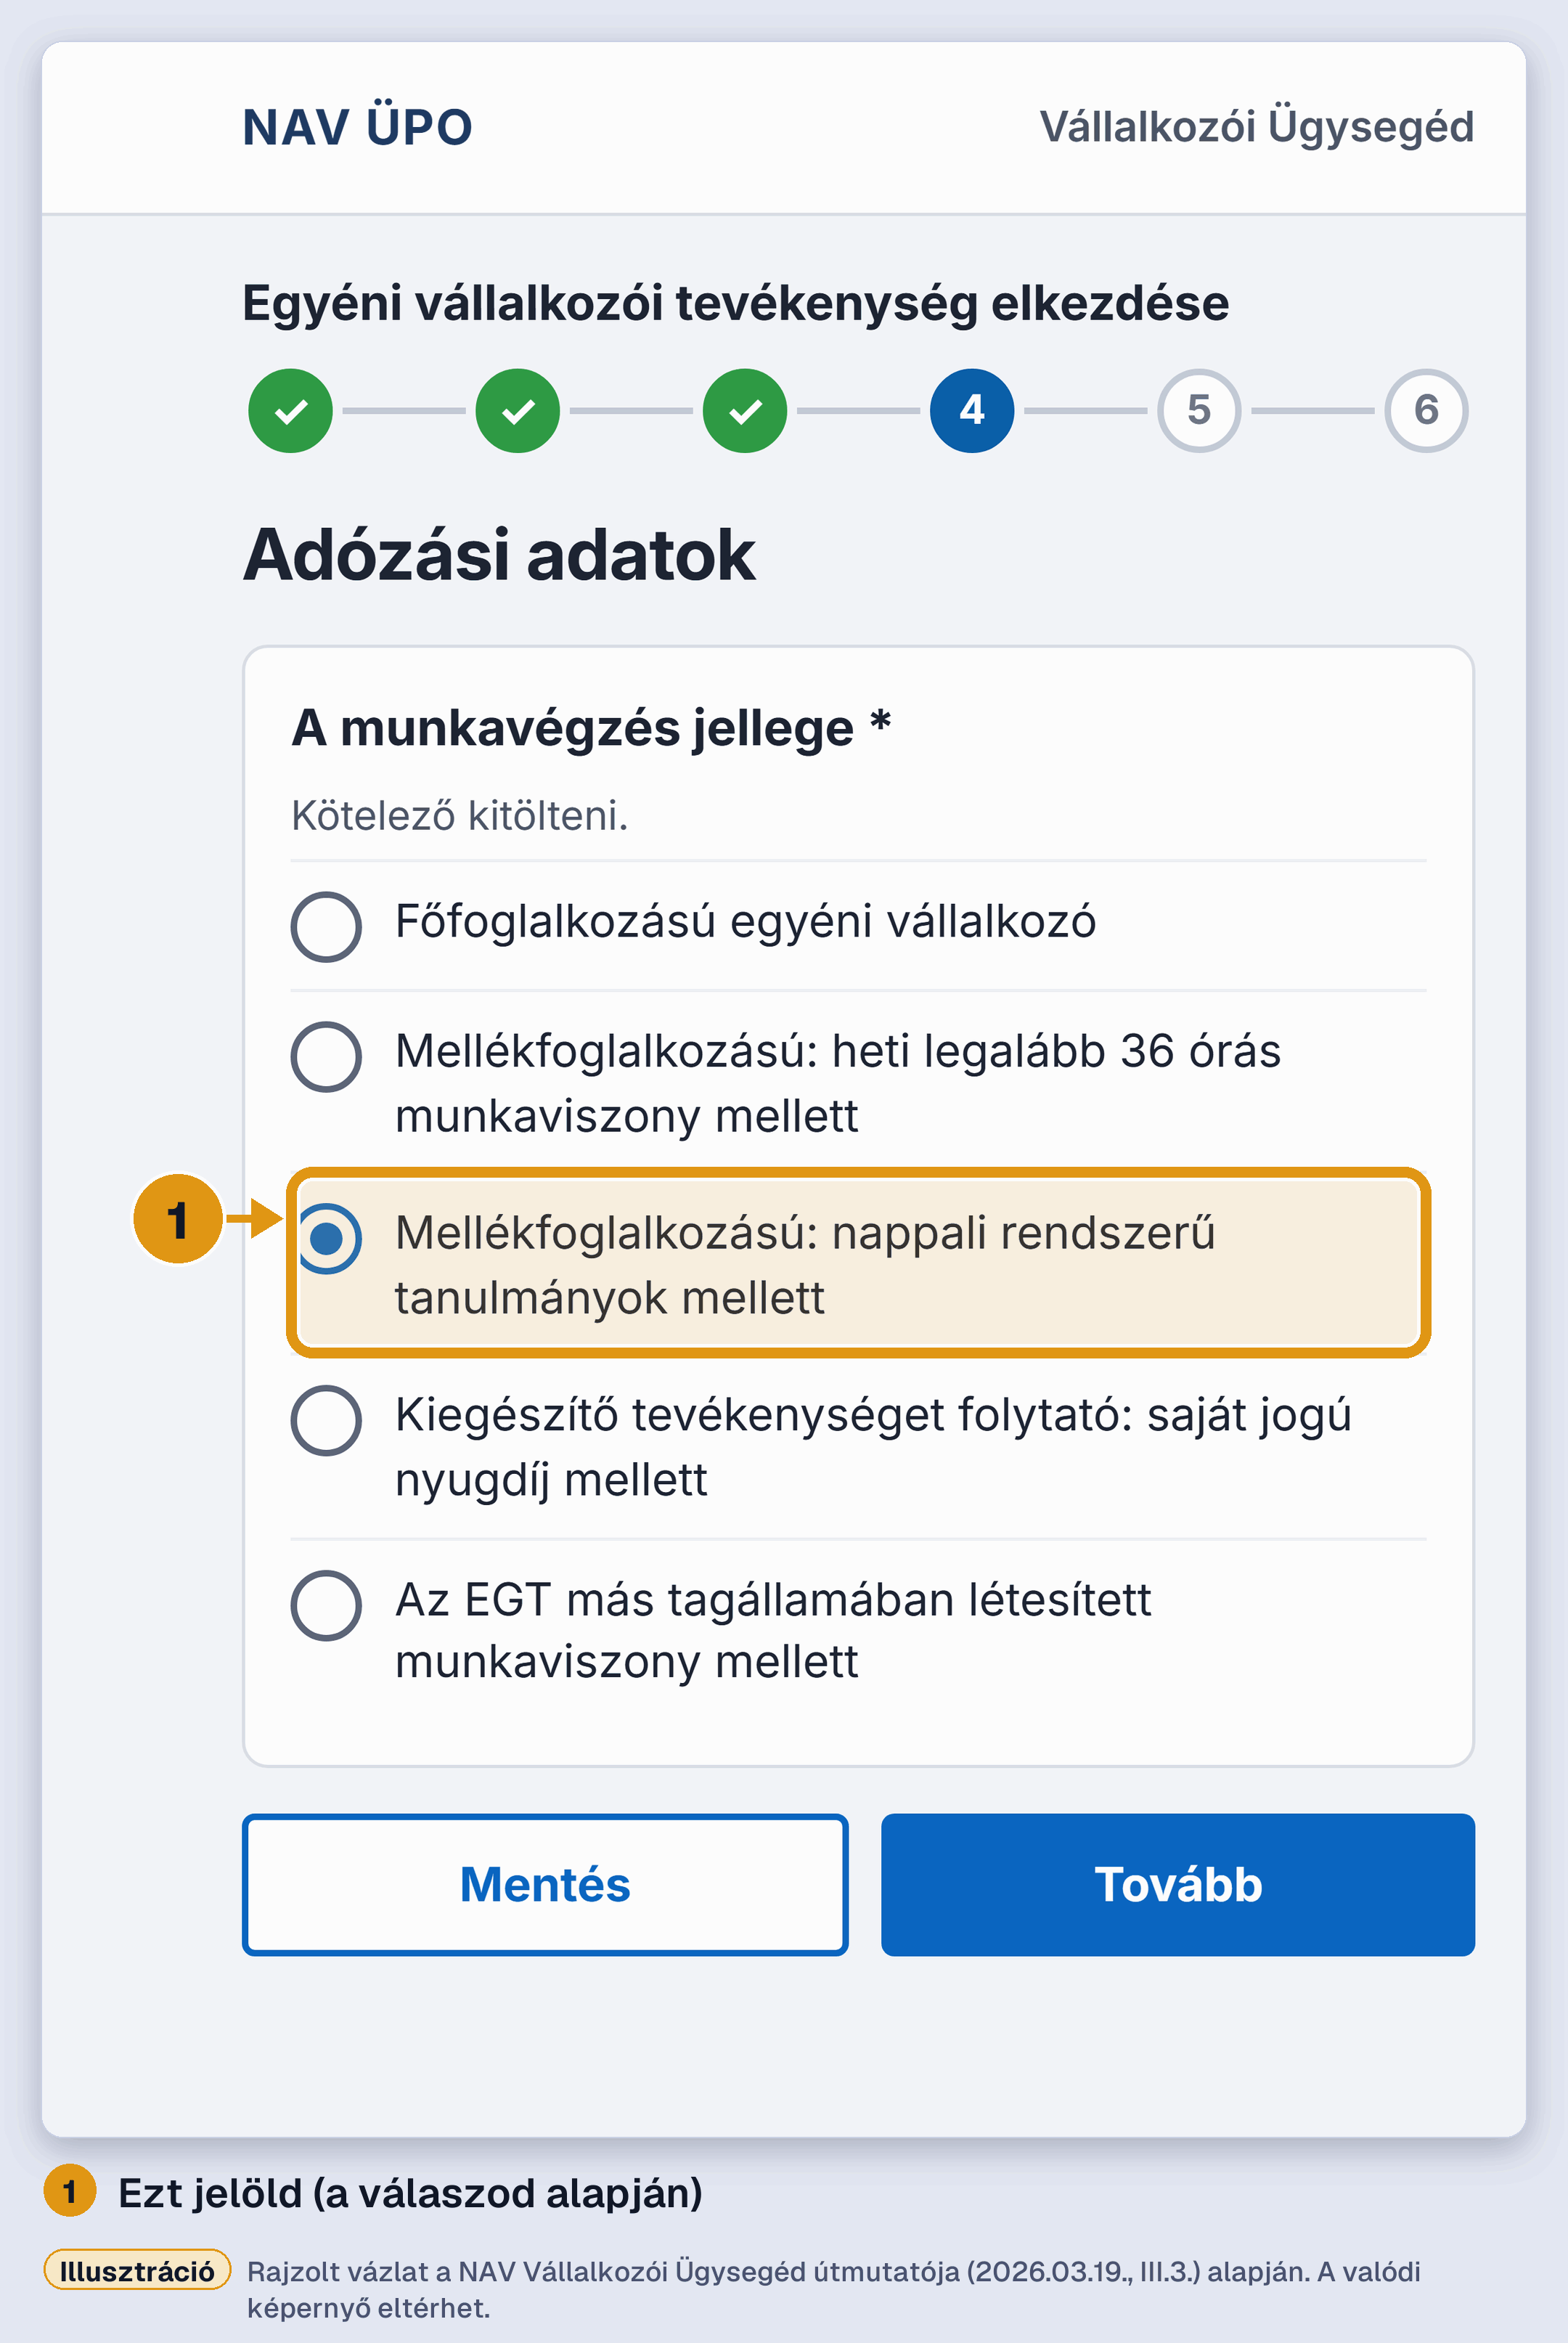 NAV ÜPO
Vállalkozói Ügysegéd
Egyéni vállalkozói tevékenység elkezdése
4
5
6
Adózási adatok
A munkavégzés jellege *
Kötelező kitölteni.
Főfoglalkozású egyéni vállalkozó
Mellékfoglalkozású: heti legalább 36 órás
munkaviszony mellett
1
Mellékfoglalkozású: nappali rendszerű
tanulmányok mellett
Kiegészítő tevékenységet folytató: saját jogú
nyugdíj mellett
Az EGT más tagállamában létesített
munkaviszony mellett
Mentés
Tovább
1 Ezt jelöld (a válaszod alapján)
Illusztráció Rajzolt vázlat a NAV Vállalkozói Ügysegéd útmutatója (2026.03.19., III.3.) alapján. A valódi
képernyő eltérhet.